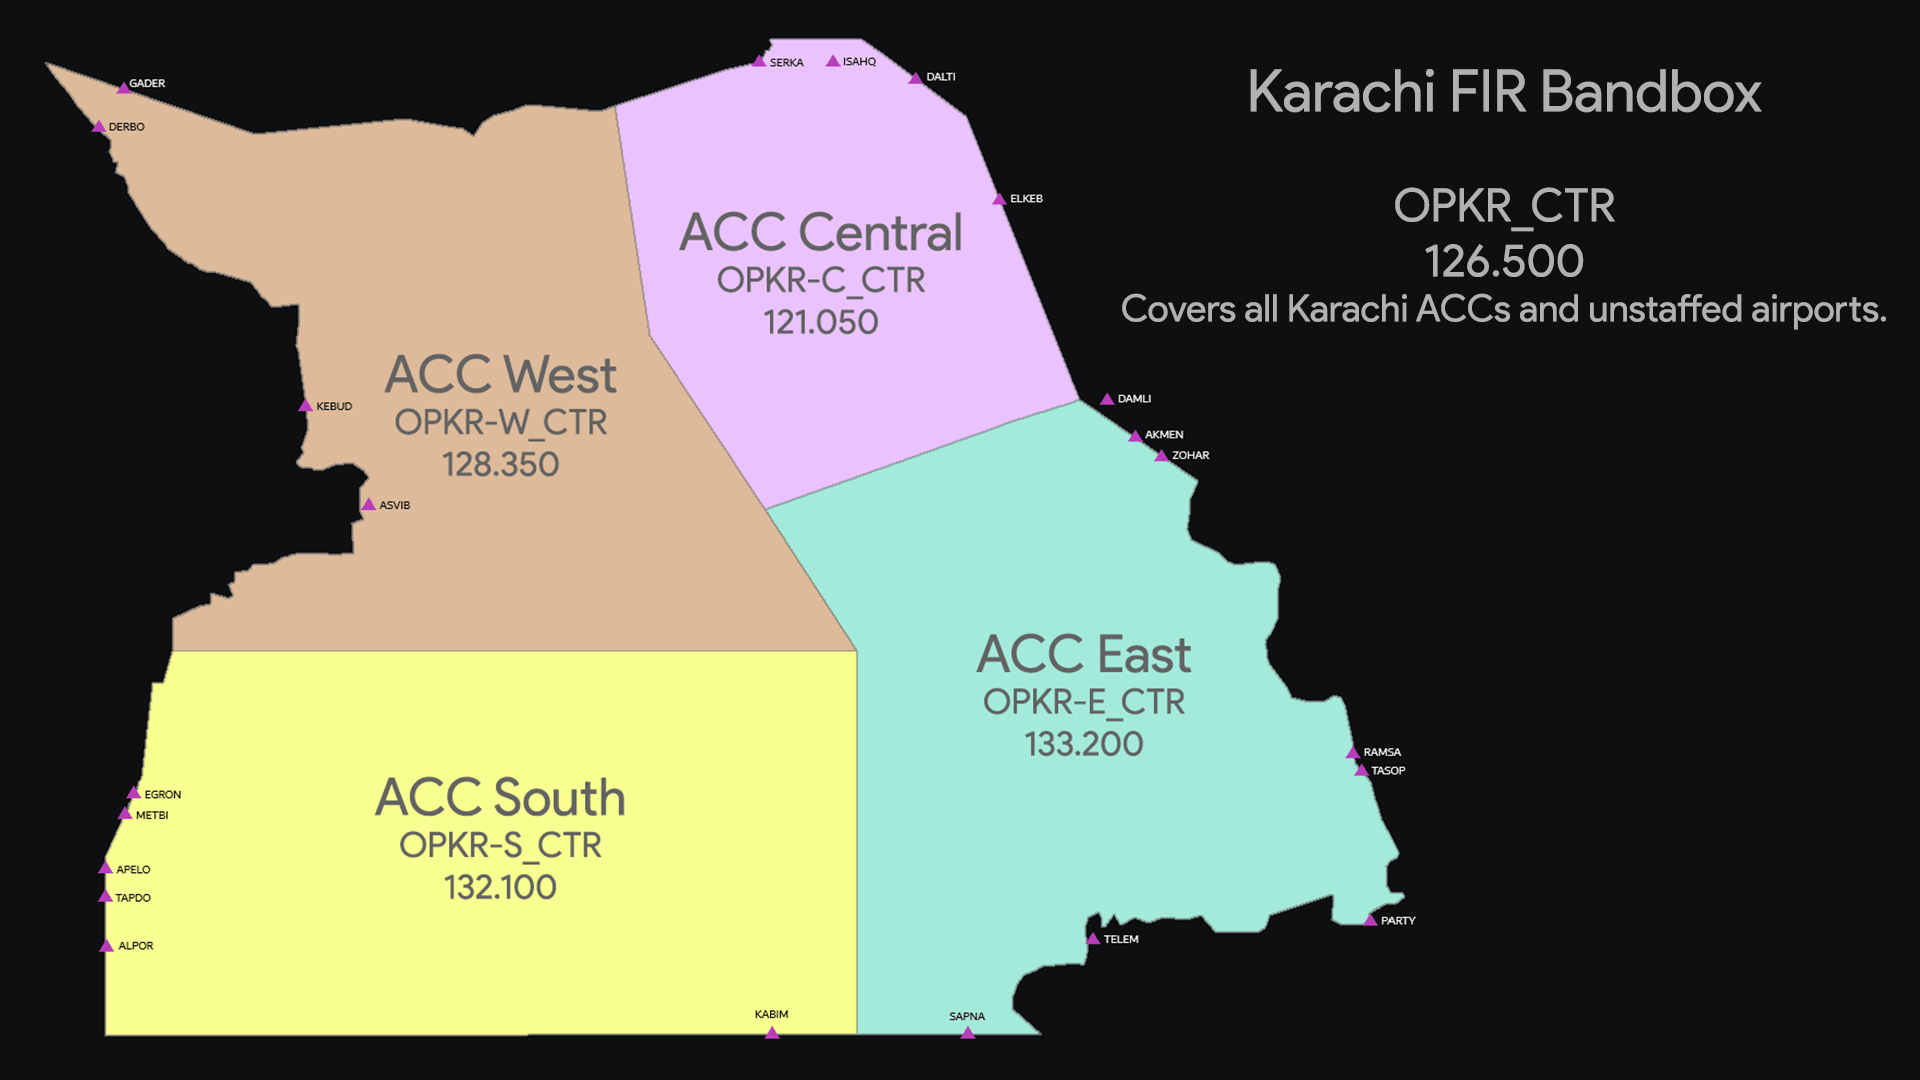 Karachi FIR Bandbox
OPKR_CTR
126.500
Covers all Karachi ACCs and unstaffed airports.
GADER
DERBO
SERKA
ISAHQ
DALTI
ELKEB
ACC Central
OPKR-C_CTR
121.050
ACC West
OPKR-W_CTR
128.350
KEBUD
ASVIB
DAMLI
AKMEN
ZOHAR
ACC East
OPKR-E_CTR
133.200
RAMSA
TASOP
ACC South
OPKR-S_CTR
132.100
EGRON
METBI
APELO
TAPDO
ALPOR
PARTY
TELEM
KABIM
SAPNA